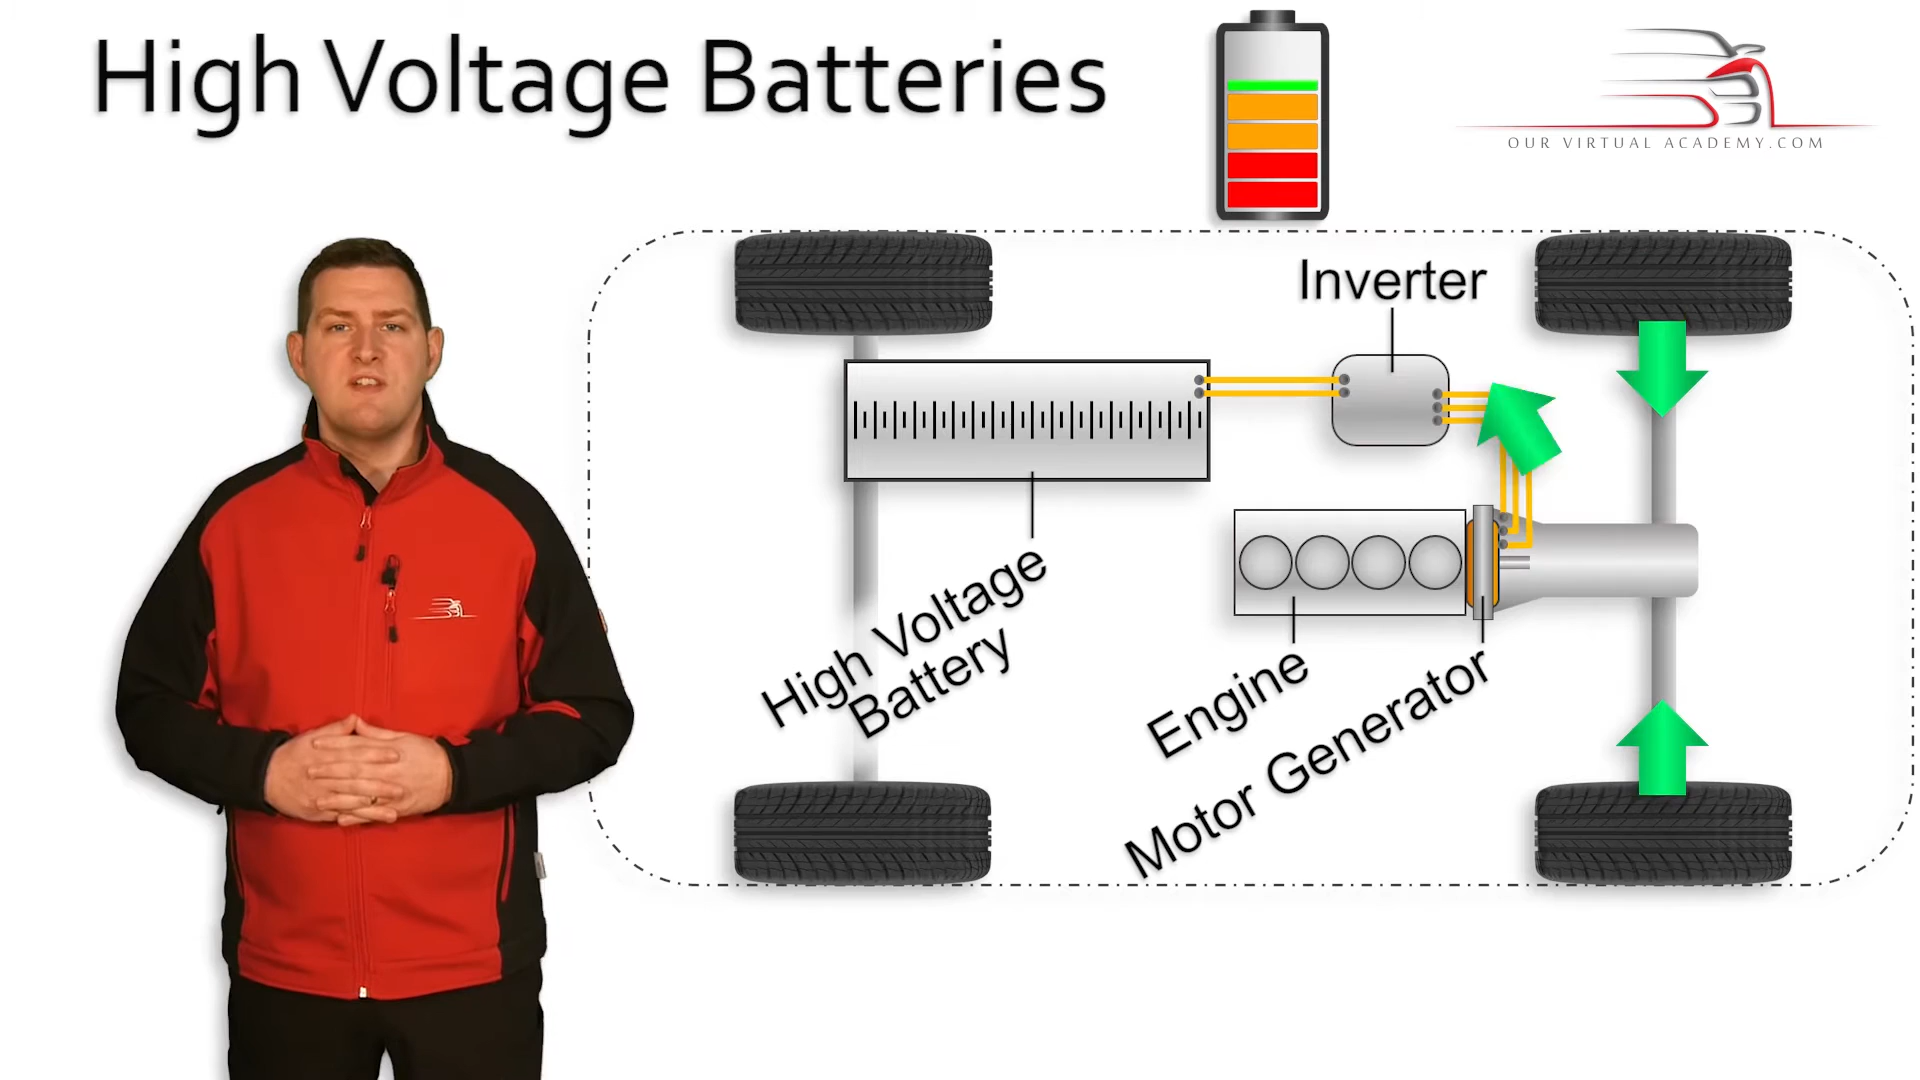 High Voltage Batteries
OUR VIRTUAL ACADEMY.COM
Inverter
High Voltage
Battery
Engine
Motor Generator